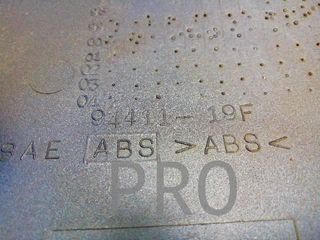 94411-19F
SAE ABS >ABS<
PRO